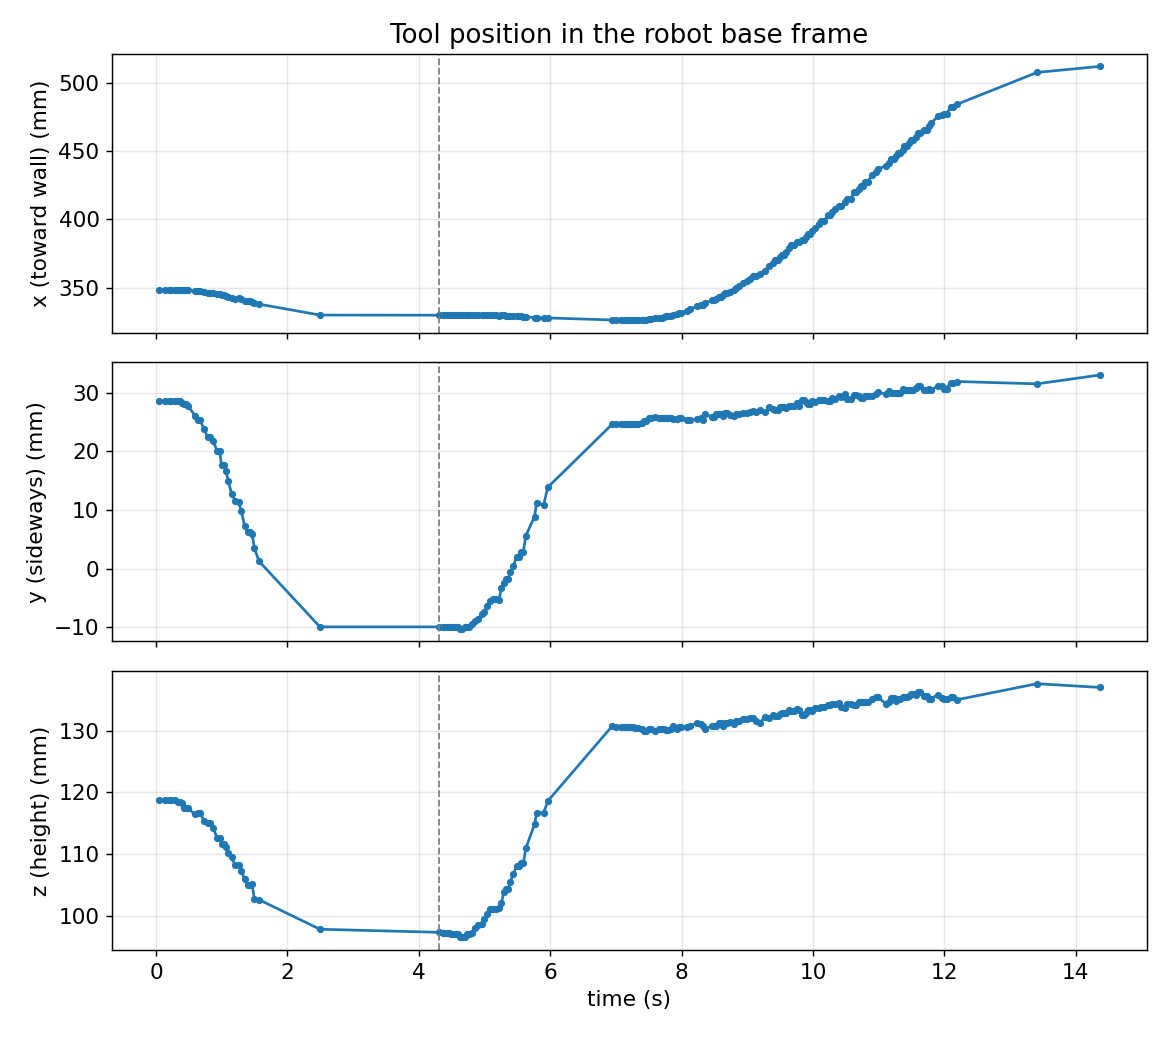 Tool position in the robot base frame
x (toward wall) (mm)
500
450
400
350
y (sideways) (mm)
30
20
10
0
−10
z (height) (mm)
130
120
110
100
0 2 4 6 8 10 12 14
time (s)